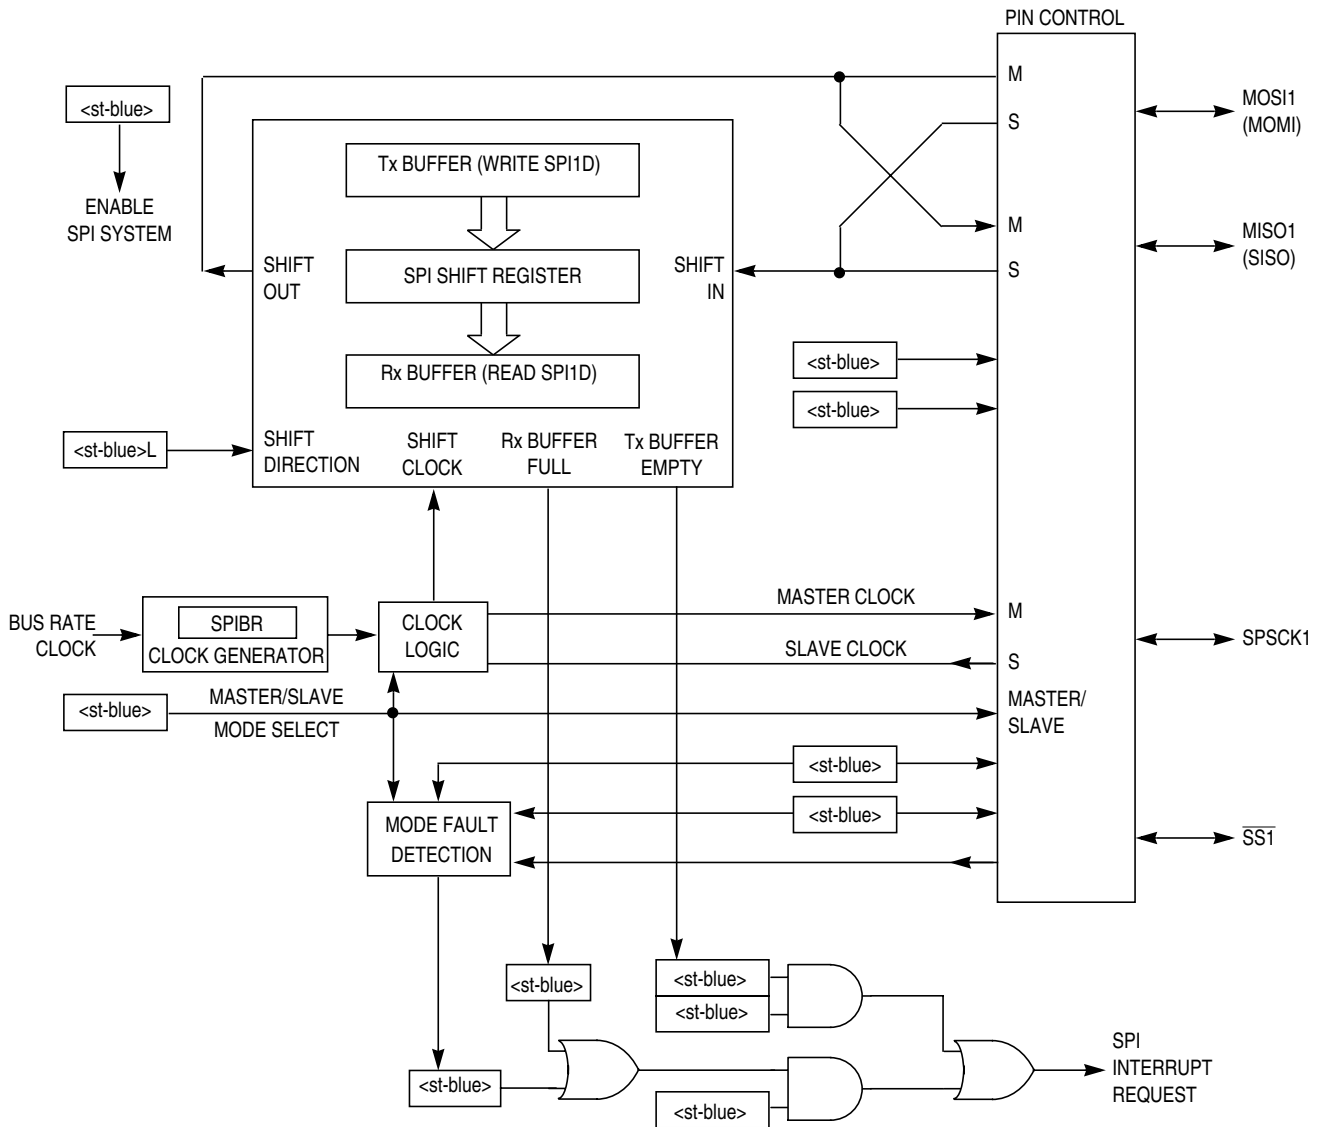 PIN CONTROL
M
MOSI1
(MOMI)
<st-blue>
S
Tx BUFFER (WRITE SPI1D)
ENABLE
SPI SYSTEM
M
MISO1
(SISO)
SHIFT
OUT
SPI SHIFT REGISTER
SHIFT
IN
S
<st-blue>
Rx BUFFER (READ SPI1D)
<st-blue>
<st-blue>L
SHIFT
DIRECTION
SHIFT
CLOCK
Rx BUFFER
FULL
Tx BUFFER
EMPTY
MASTER CLOCK
M
BUS RATE
CLOCK
SPIBR
CLOCK GENERATOR
CLOCK
LOGIC
SPSCK1
SLAVE CLOCK
S
<st-blue>
MASTER/SLAVE
MODE SELECT
MASTER/
SLAVE
<st-blue>
<st-blue>
MODE FAULT
DETECTION
SS1
<st-blue>
<st-blue>
<st-blue>
SPI
INTERRUPT
REQUEST
<st-blue>
<st-blue>